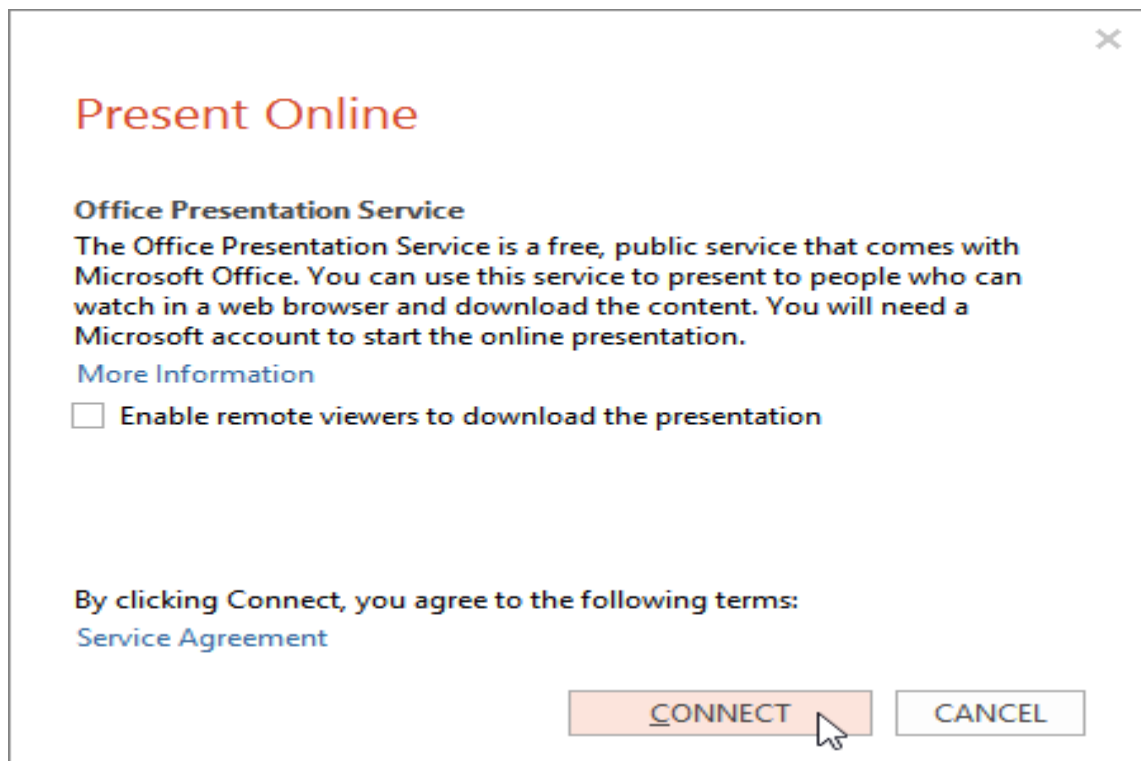 Present Online
Office Presentation Service
The Office Presentation Service is a free, public service that comes with
Microsoft Office. You can use this service to present to people who can
watch in a web browser and download the content. You will need a
Microsoft account to start the online presentation.
More Information
Enable remote viewers to download the presentation
By clicking Connect, you agree to the following terms:
Service Agreement
CONNECT CANCEL